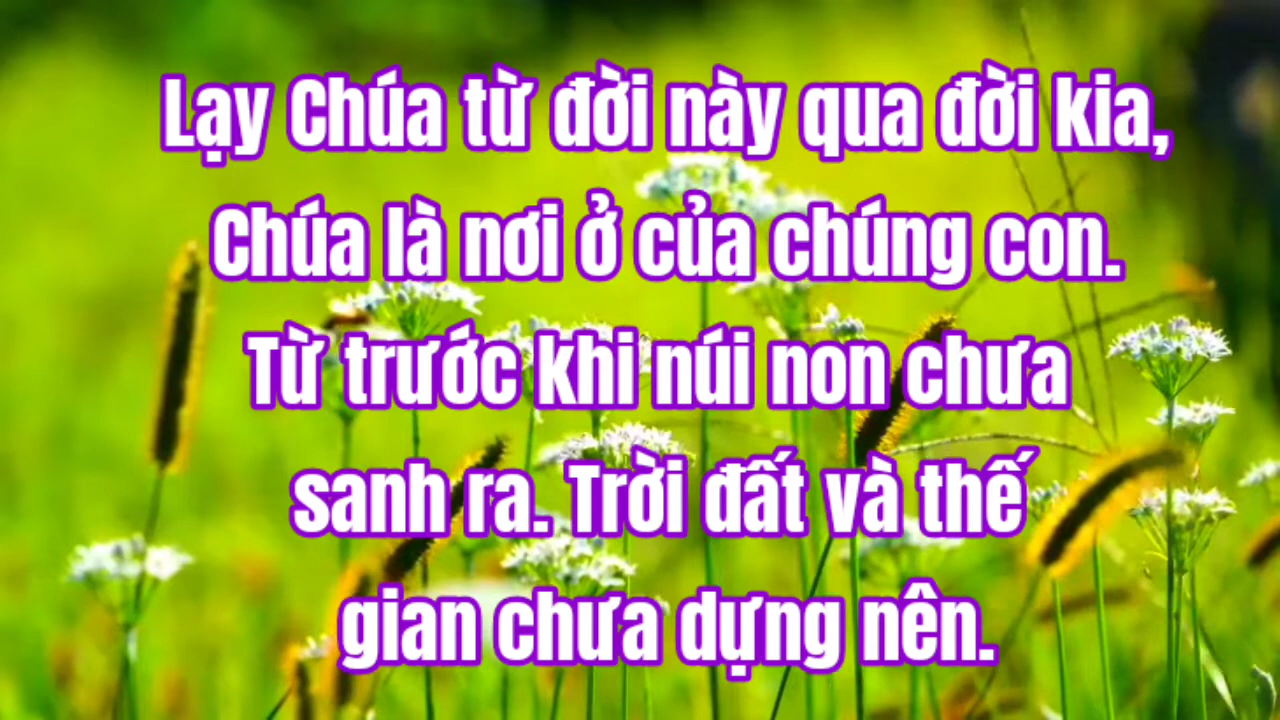 Lạy Chúa từ đời này qua đời kia,
Chúa là nơi ở của chúng con.
Từ trước khi núi non chưa
sanh ra. Trời đất và thế
gian chưa dựng nên.